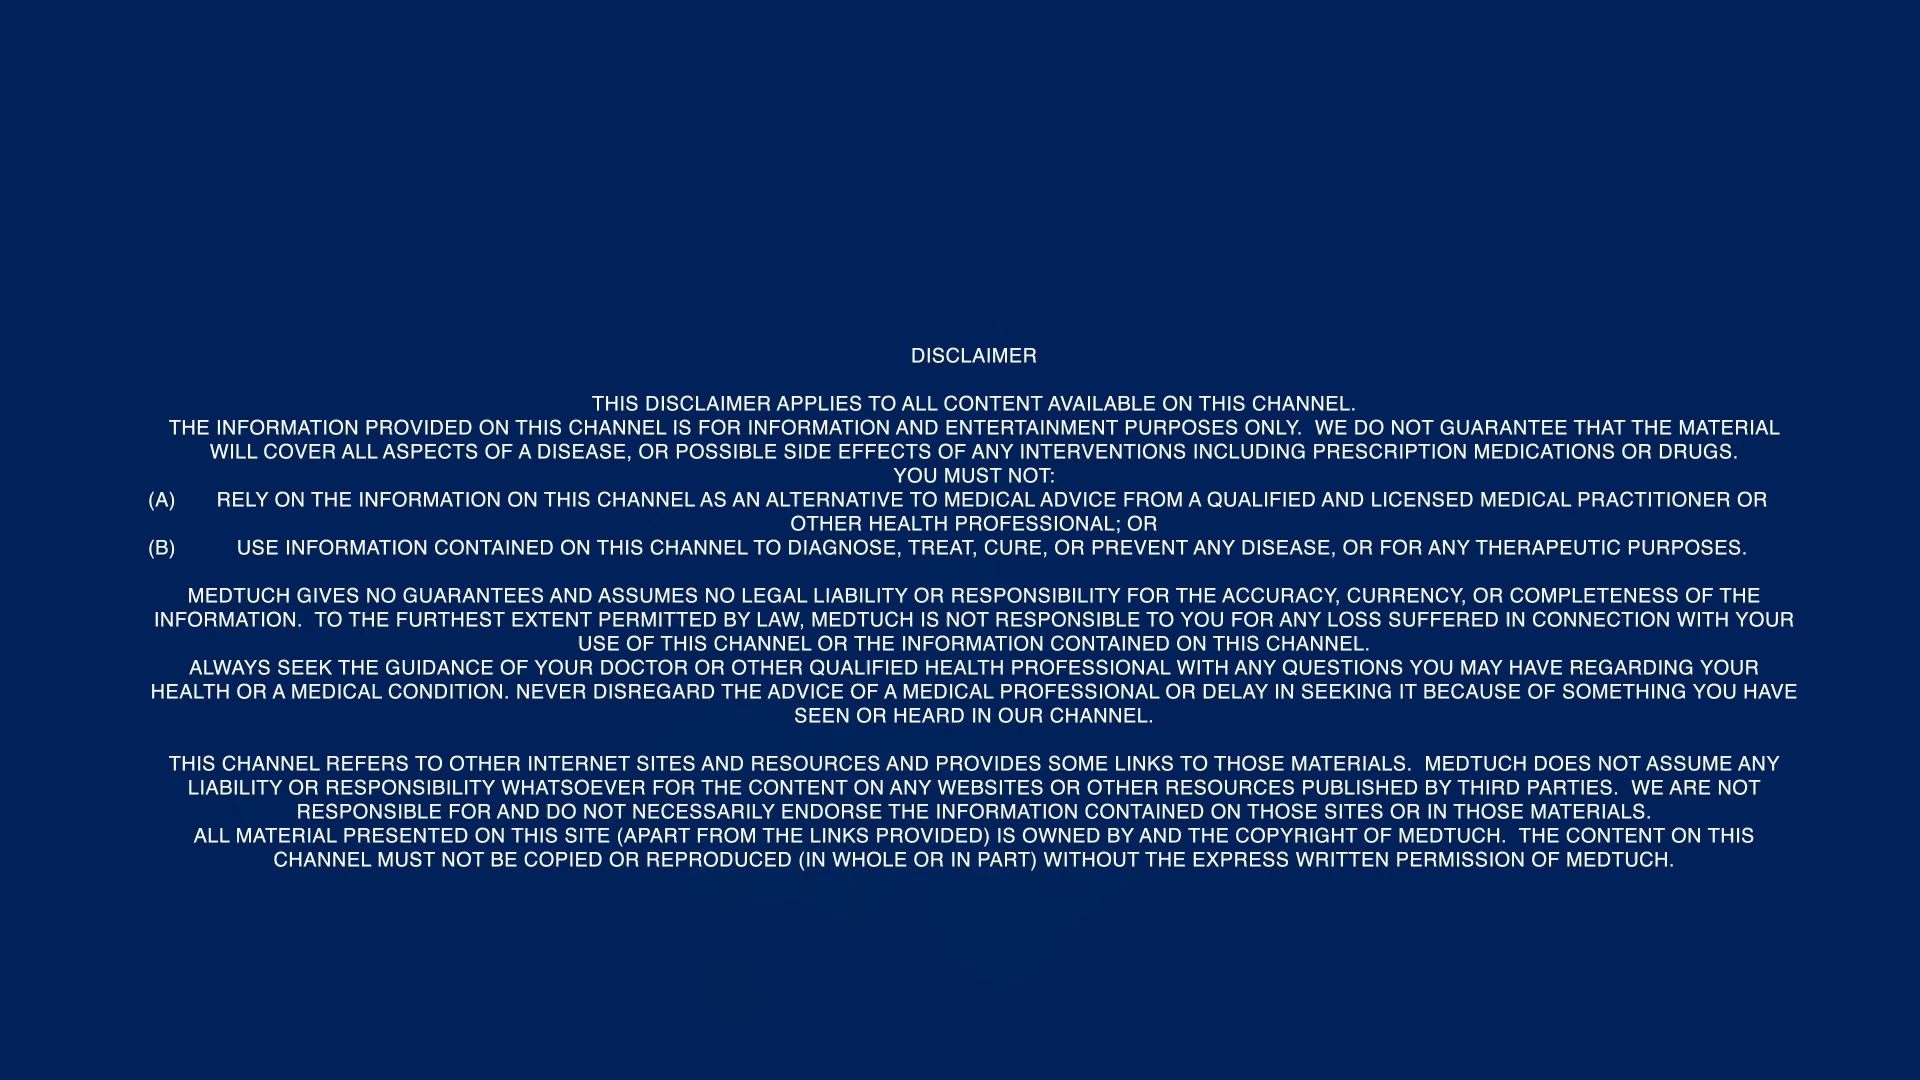 DISCLAIMER
THIS DISCLAIMER APPLIES TO ALL CONTENT AVAILABLE ON THIS CHANNEL.
THE INFORMATION PROVIDED ON THIS CHANNEL IS FOR INFORMATION AND ENTERTAINMENT PURPOSES ONLY.  WE DO NOT GUARANTEE THAT THE MATERIAL
WILL COVER ALL ASPECTS OF A DISEASE, OR POSSIBLE SIDE EFFECTS OF ANY INTERVENTIONS INCLUDING PRESCRIPTION MEDICATIONS OR DRUGS.
YOU MUST NOT:
(A) RELY ON THE INFORMATION ON THIS CHANNEL AS AN ALTERNATIVE TO MEDICAL ADVICE FROM A QUALIFIED AND LICENSED MEDICAL PRACTITIONER OR
OTHER HEALTH PROFESSIONAL; OR
(B) USE INFORMATION CONTAINED ON THIS CHANNEL TO DIAGNOSE, TREAT, CURE, OR PREVENT ANY DISEASE, OR FOR ANY THERAPEUTIC PURPOSES.
MEDTUCH GIVES NO GUARANTEES AND ASSUMES NO LEGAL LIABILITY OR RESPONSIBILITY FOR THE ACCURACY, CURRENCY, OR COMPLETENESS OF THE
INFORMATION.  TO THE FURTHEST EXTENT PERMITTED BY LAW, MEDTUCH IS NOT RESPONSIBLE TO YOU FOR ANY LOSS SUFFERED IN CONNECTION WITH YOUR
USE OF THIS CHANNEL OR THE INFORMATION CONTAINED ON THIS CHANNEL.
ALWAYS SEEK THE GUIDANCE OF YOUR DOCTOR OR OTHER QUALIFIED HEALTH PROFESSIONAL WITH ANY QUESTIONS YOU MAY HAVE REGARDING YOUR
HEALTH OR A MEDICAL CONDITION. NEVER DISREGARD THE ADVICE OF A MEDICAL PROFESSIONAL OR DELAY IN SEEKING IT BECAUSE OF SOMETHING YOU HAVE
SEEN OR HEARD IN OUR CHANNEL.
THIS CHANNEL REFERS TO OTHER INTERNET SITES AND RESOURCES AND PROVIDES SOME LINKS TO THOSE MATERIALS.  MEDTUCH DOES NOT ASSUME ANY
LIABILITY OR RESPONSIBILITY WHATSOEVER FOR THE CONTENT ON ANY WEBSITES OR OTHER RESOURCES PUBLISHED BY THIRD PARTIES.  WE ARE NOT
RESPONSIBLE FOR AND DO NOT NECESSARILY ENDORSE THE INFORMATION CONTAINED ON THOSE SITES OR IN THOSE MATERIALS.
ALL MATERIAL PRESENTED ON THIS SITE (APART FROM THE LINKS PROVIDED) IS OWNED BY AND THE COPYRIGHT OF MEDTUCH.  THE CONTENT ON THIS
CHANNEL MUST NOT BE COPIED OR REPRODUCED (IN WHOLE OR IN PART) WITHOUT THE EXPRESS WRITTEN PERMISSION OF MEDTUCH.